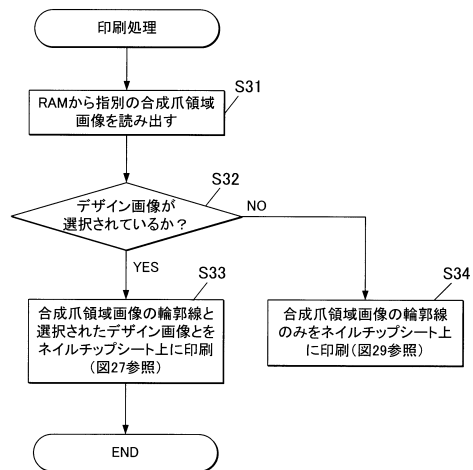 印刷処理
S31
RAMから指別の合成爪領域
画像を読み出す
S32
デザイン画像が
選択されているか？
NO
YES
S33
合成爪領域画像の輪郭線と
選択されたデザイン画像とを
ネイルチップシート上に印刷
(図27参照)
S34
合成爪領域画像の輪郭線
のみをネイルチップシート上
に印刷(図29参照)
END